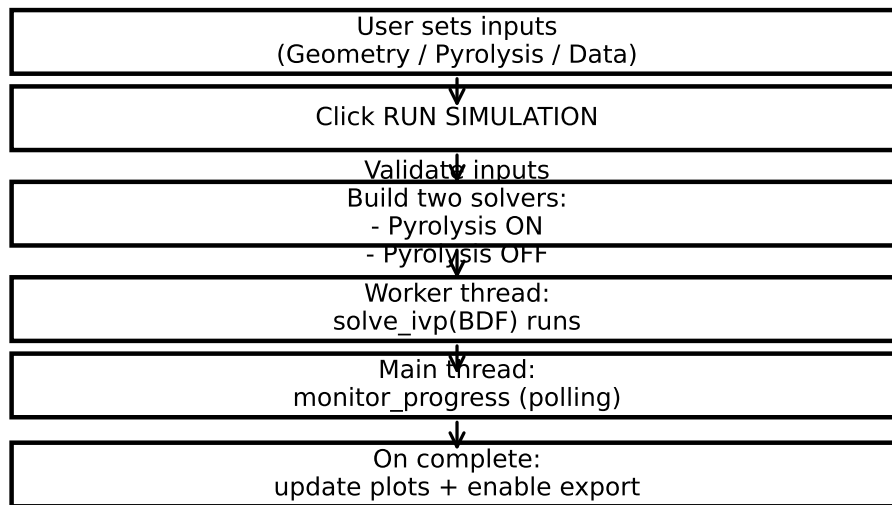 User sets inputs
(Geometry / Pyrolysis / Data)
Click RUN SIMULATION
Validate inputs
Build two solvers:
- Pyrolysis ON
- Pyrolysis OFF
Worker thread:
solve_ivp(BDF) runs
Main thread:
monitor_progress (polling)
On complete:
update plots + enable export